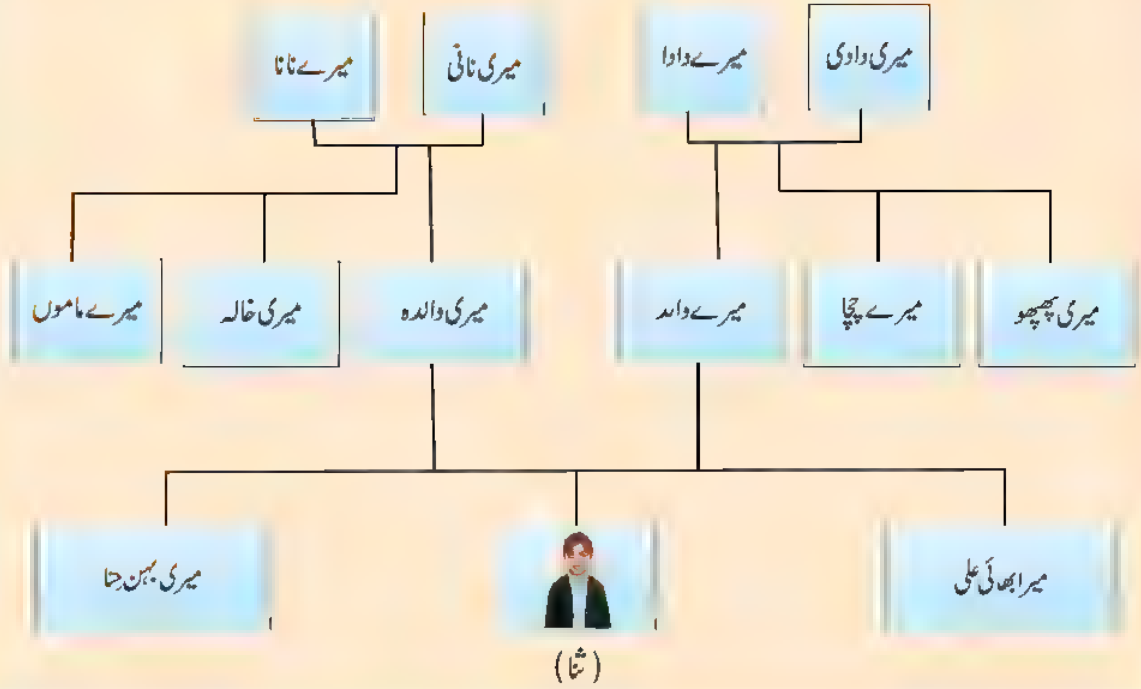 میری دادی
میرے دادا
میری نانی
میرے نانا
میری پھپھو
میرے چچا
میرے والد
میری والدہ
میری خالہ
میرے ماموں
میرا بھائی علی
(ثنا)
میری بہن حنا